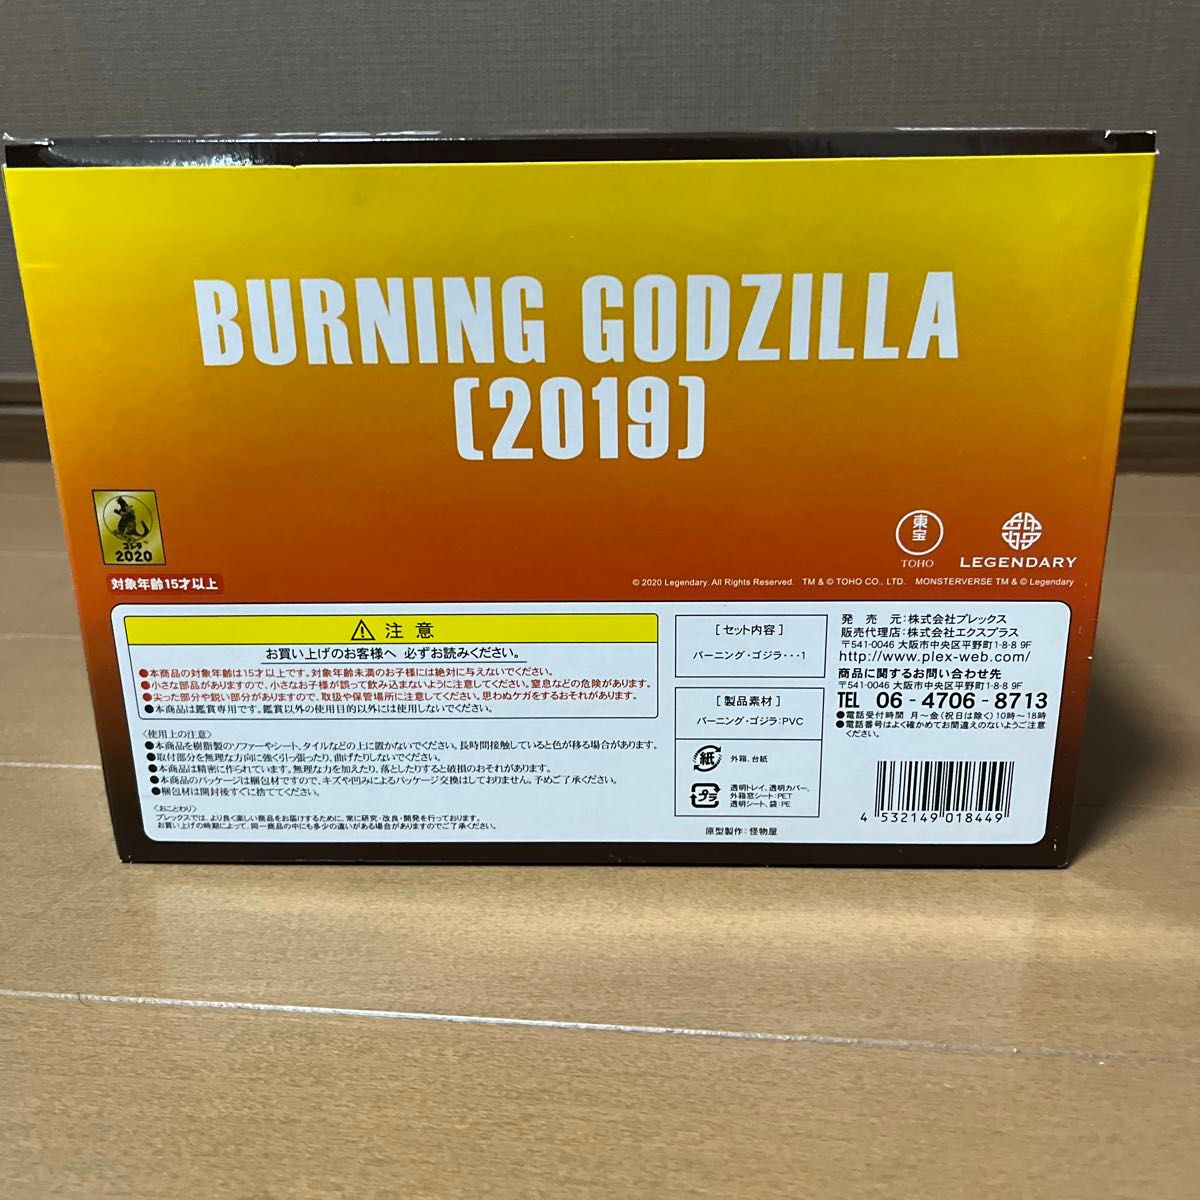 BURNING GODZILLA
(2019)
ゴジラ
2020
対象年齢15才以上
東宝
TOHO
LEGENDARY
© 2020 Legendary. All Rights Reserved. TM & © TOHO CO., LTD. MONSTERVERSE TM & © Legendary
⚠ 注意
お買い上げのお客様へ 必ずお読みください。
●本商品の対象年齢は15才以上です。対象年齢未満のお子様には絶対に与えないでください。
●小さな部品がありますので、小さなお子様が誤って飲み込まないように注意してください。窒息などの危険があります。
●尖った部分や鋭い部分がありますので、取扱や保管場所に注意してください。思わぬケガをするおそれがあります。
●本商品は鑑賞専用です。鑑賞以外の使用目的以外には使用しないでください。
〈使用上の注意〉
●本商品を樹脂製のソファーやシート、タイルなどの上に置かないでください。長時間接触していると色が移る場合があります。
●取付部分を無理な方向に強く引っ張ったり、曲げたりしないでください。
●本商品は精密に作られています。無理な力を加えたり、落としたりすると破損のおそれがあります。
●本商品のパッケージは梱包材ですので、キズや凹みによるパッケージ交換はしておりません。予めご了承ください。
●梱包材は開封後すぐに捨ててください。
〈おことわり〉
プレックスでは、より良く楽しい商品をお届けするために、常に研究・改良・開発を行っております。
お買い上げの時期によって、同一商品の中にも多少の違いがある場合がありますのでご了承ください。
[セット内容]
バーニング・ゴジラ・・・1
[製品素材]
バーニング・ゴジラ:PVC
紙
外箱、台紙
プラ
透明トレイ、透明カバー、
外箱窓シート:PET
透明シート、袋:PE
原型製作:怪物屋
発 売 元:株式会社プレックス
販売代理店:株式会社エクスプラス
〒541-0046 大阪市中央区平野町1-8-8 9F
http://www.plex-web.com/
商品に関するお問い合わせ先
〒541-0046 大阪市中央区平野町1-8-8 9F
TEL 06-4706-8713
●電話受付時間 月〜金(祝日は除く)10時〜18時
●電話番号はよく確かめてお間違えのないようご注意
ください。
4 532149 018449